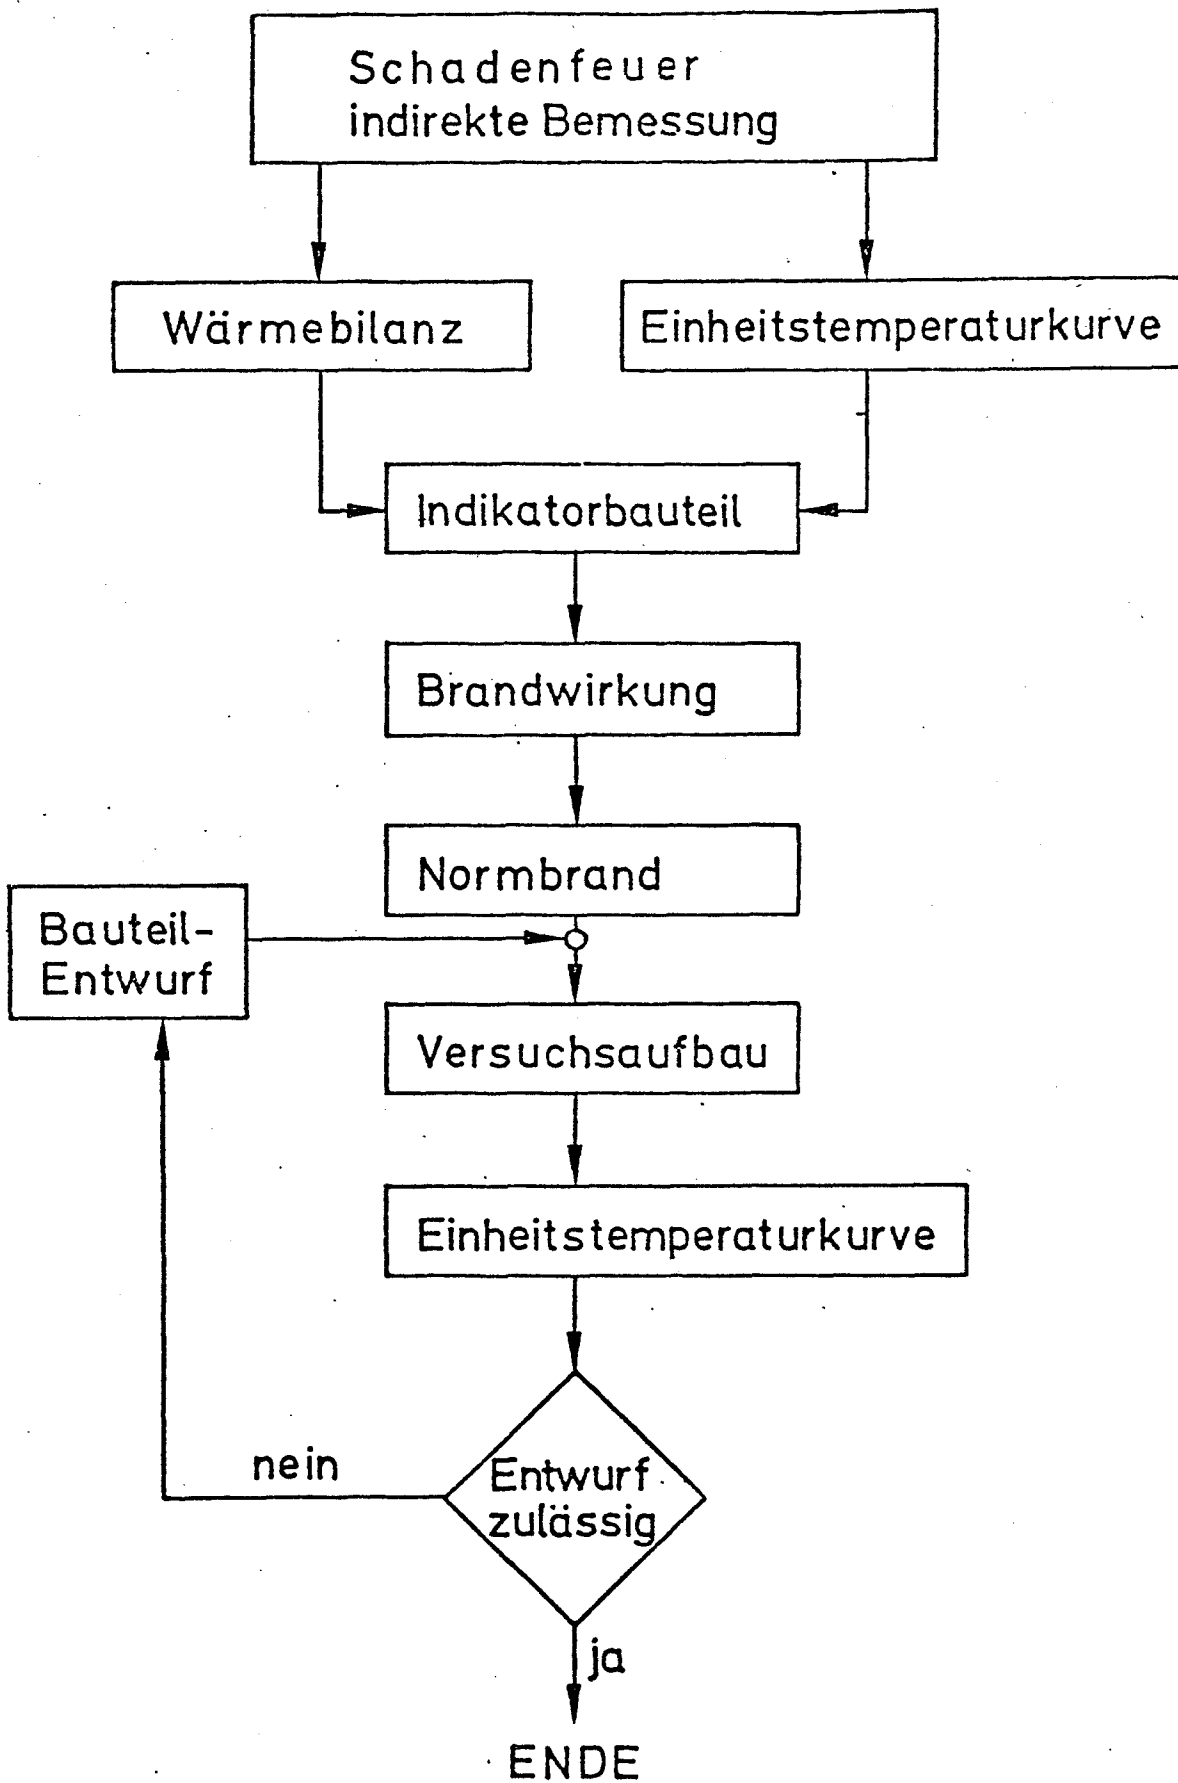 Schadenfeuer
indirekte Bemessung
Wärmebilanz
Einheitstemperaturkurve
Indikatorbauteil
Brandwirkung
Normbrand
Bauteil-
Entwurf
Versuchsaufbau
Einheitstemperaturkurve
nein
Entwurf
zulässig
ja
ENDE